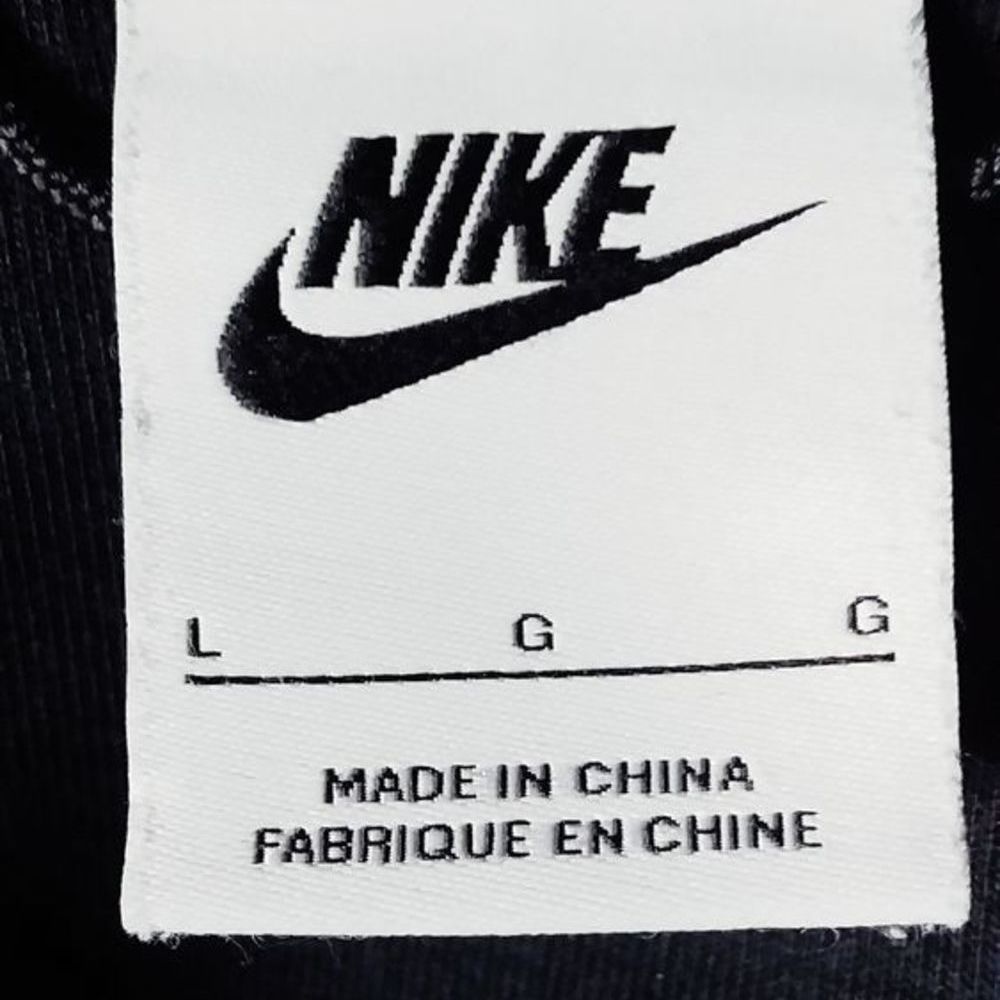 NIKE
L G G
MADE IN CHINA
FABRIQUE EN CHINE